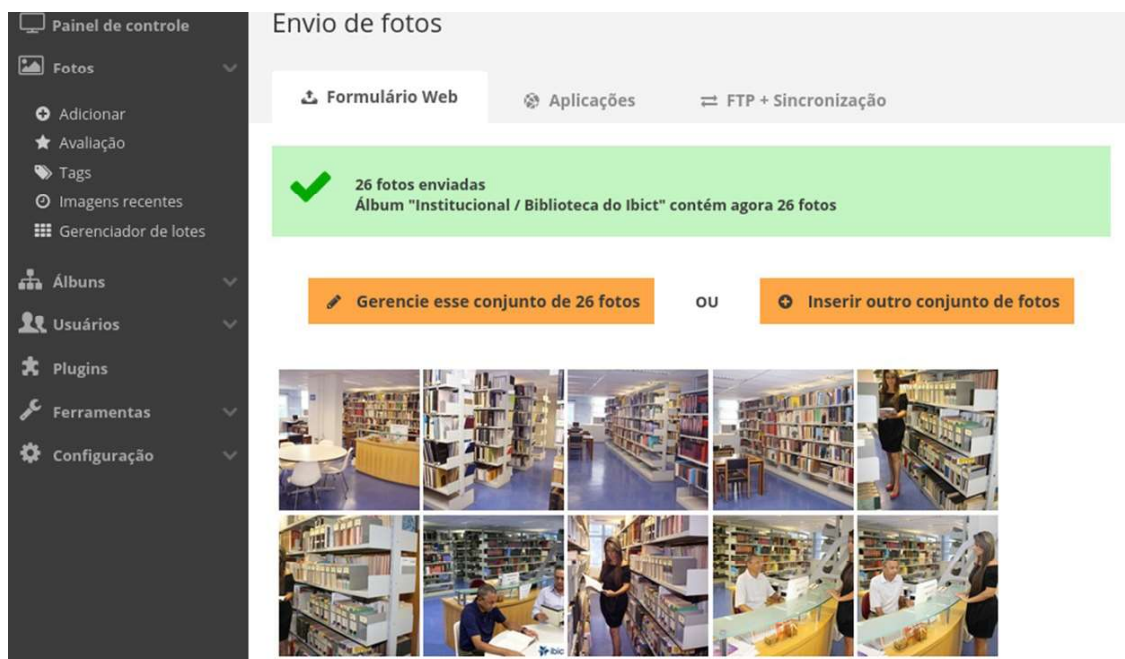 Painel de controle
Fotos
Adicionar
Avaliação
Tags
Imagens recentes
Gerenciador de lotes
Álbuns
Usuários
Plugins
Ferramentas
Configuração
Envio de fotos
Formulário Web
Aplicações
FTP + Sincronização
26 fotos enviadas
Álbum "Institucional / Biblioteca do Ibict" contém agora 26 fotos
Gerencie esse conjunto de 26 fotos
OU
Inserir outro conjunto de fotos